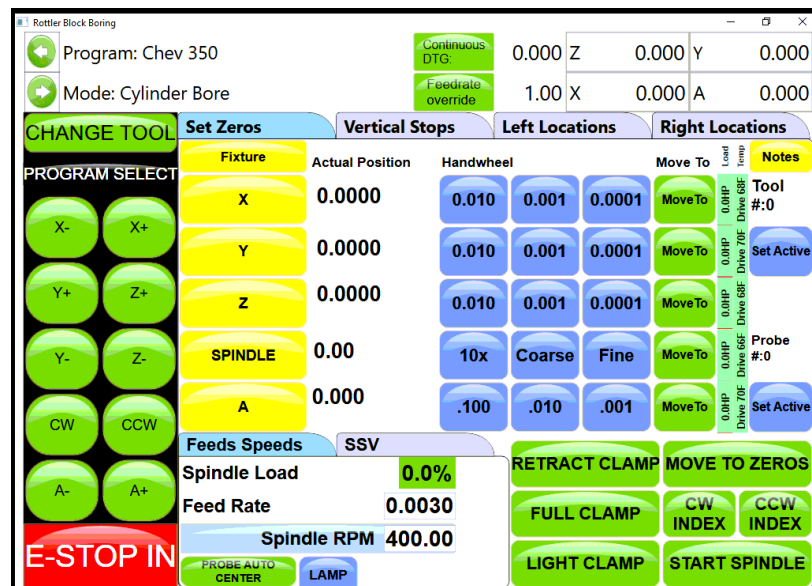 Rottler Block Boring
Program: Chev 350
Continuous DTG: 0.000 Z 0.000 Y 0.000
Mode: Cylinder Bore
Feedrate override 1.00 X 0.000 A 0.000
CHANGE TOOL
PROGRAM SELECT
X- X+
Y+ Z+
Y- Z-
CW CCW
A- A+
E-STOP IN
Set Zeros Vertical Stops Left Locations Right Locations
Fixture Actual Position Handwheel Move To Load Temp Notes
X 0.0000 0.010 0.001 0.0001 MoveTo 0.0HP Drive 68F Tool #:0
Y 0.0000 0.010 0.001 0.0001 MoveTo 0.0HP Drive 70F Set Active
Z 0.0000 0.010 0.001 0.0001 MoveTo 0.0HP Drive 68F
SPINDLE 0.00 10x Coarse Fine MoveTo 0.0HP Drive 66F Probe #:0
A 0.000 .100 .010 .001 MoveTo 0.0HP Drive 70F Set Active
Feeds Speeds SSV
Spindle Load 0.0%
Feed Rate 0.0030
Spindle RPM 400.00
PROBE AUTO CENTER LAMP
RETRACT CLAMP MOVE TO ZEROS
FULL CLAMP CW INDEX CCW INDEX
LIGHT CLAMP START SPINDLE